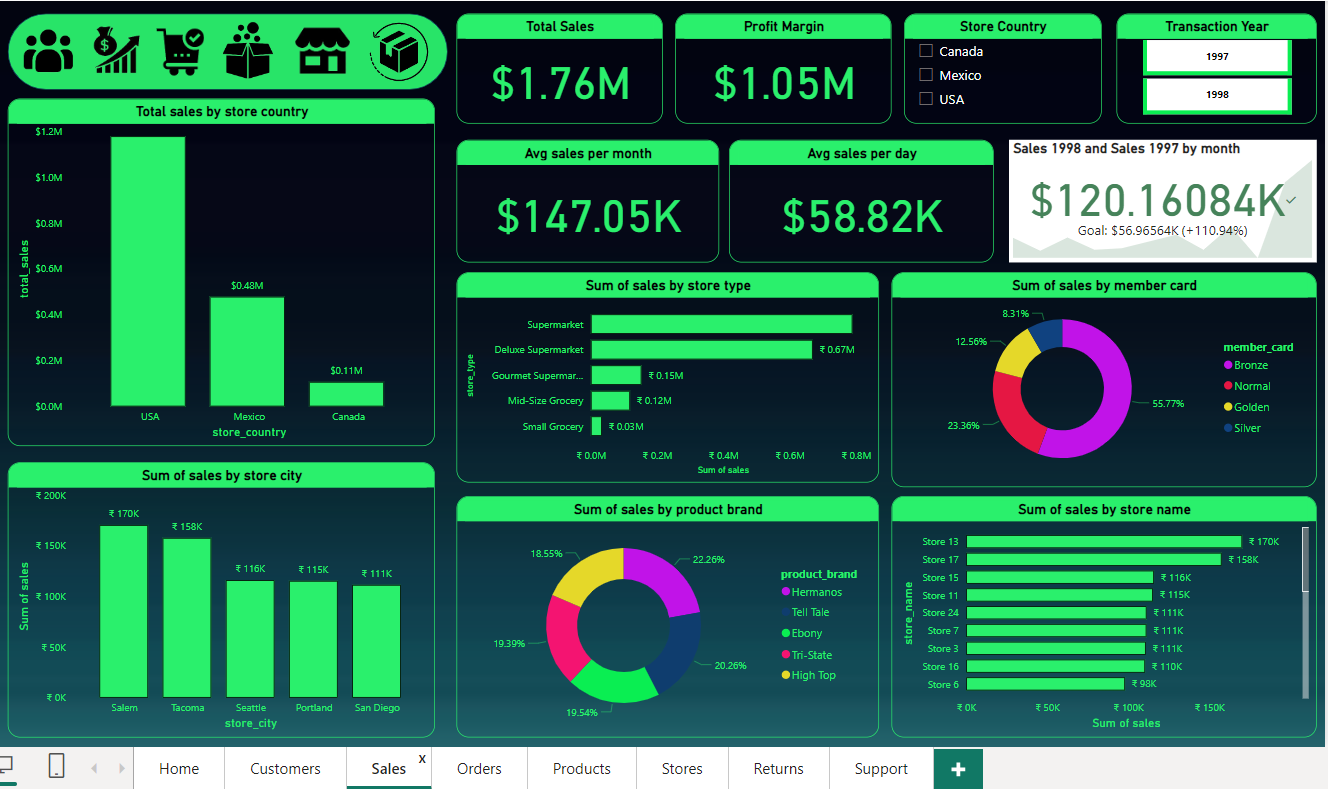 Total Sales
$1.76M
Profit Margin
$1.05M
Store Country
Canada
Mexico
USA
Transaction Year
1997
1998
Total sales by store country
$1.2M
$1.0M
$0.8M
$0.6M
$0.4M
$0.2M
$0.0M
total_sales
$0.48M
$0.11M
USA
Mexico
Canada
store_country
Avg sales per month
$147.05K
Avg sales per day
$58.82K
Sales 1998 and Sales 1997 by month
$120.16084K
Goal: $56.96564K (+110.94%)
Sum of sales by store type
store_type
Supermarket
Deluxe Supermarket
₹ 0.67M
Gourmet Supermar...
₹ 0.15M
Mid-Size Grocery
₹ 0.12M
Small Grocery
₹ 0.03M
₹ 0.0M
₹ 0.2M
₹ 0.4M
₹ 0.6M
₹ 0.8M
Sum of sales
Sum of sales by member card
8.31%
12.56%
23.36%
55.77%
member_card
Bronze
Normal
Golden
Silver
Sum of sales by store city
₹ 200K
₹ 150K
₹ 100K
₹ 50K
₹ 0K
Sum of sales
₹ 170K
₹ 158K
₹ 116K
₹ 115K
₹ 111K
Salem
Tacoma
Seattle
Portland
San Diego
store_city
Sum of sales by product brand
18.55%
22.26%
19.39%
20.26%
19.54%
product_brand
Hermanos
Tell Tale
Ebony
Tri-State
High Top
Sum of sales by store name
store_name
Store 13
₹ 170K
Store 17
₹ 158K
Store 15
₹ 116K
Store 11
₹ 115K
Store 24
₹ 111K
Store 7
₹ 111K
Store 3
₹ 111K
Store 16
₹ 110K
Store 6
₹ 98K
₹ 0K
₹ 50K
₹ 100K
₹ 150K
Sum of sales
Home
Customers
Sales
X
Orders
Products
Stores
Returns
Support